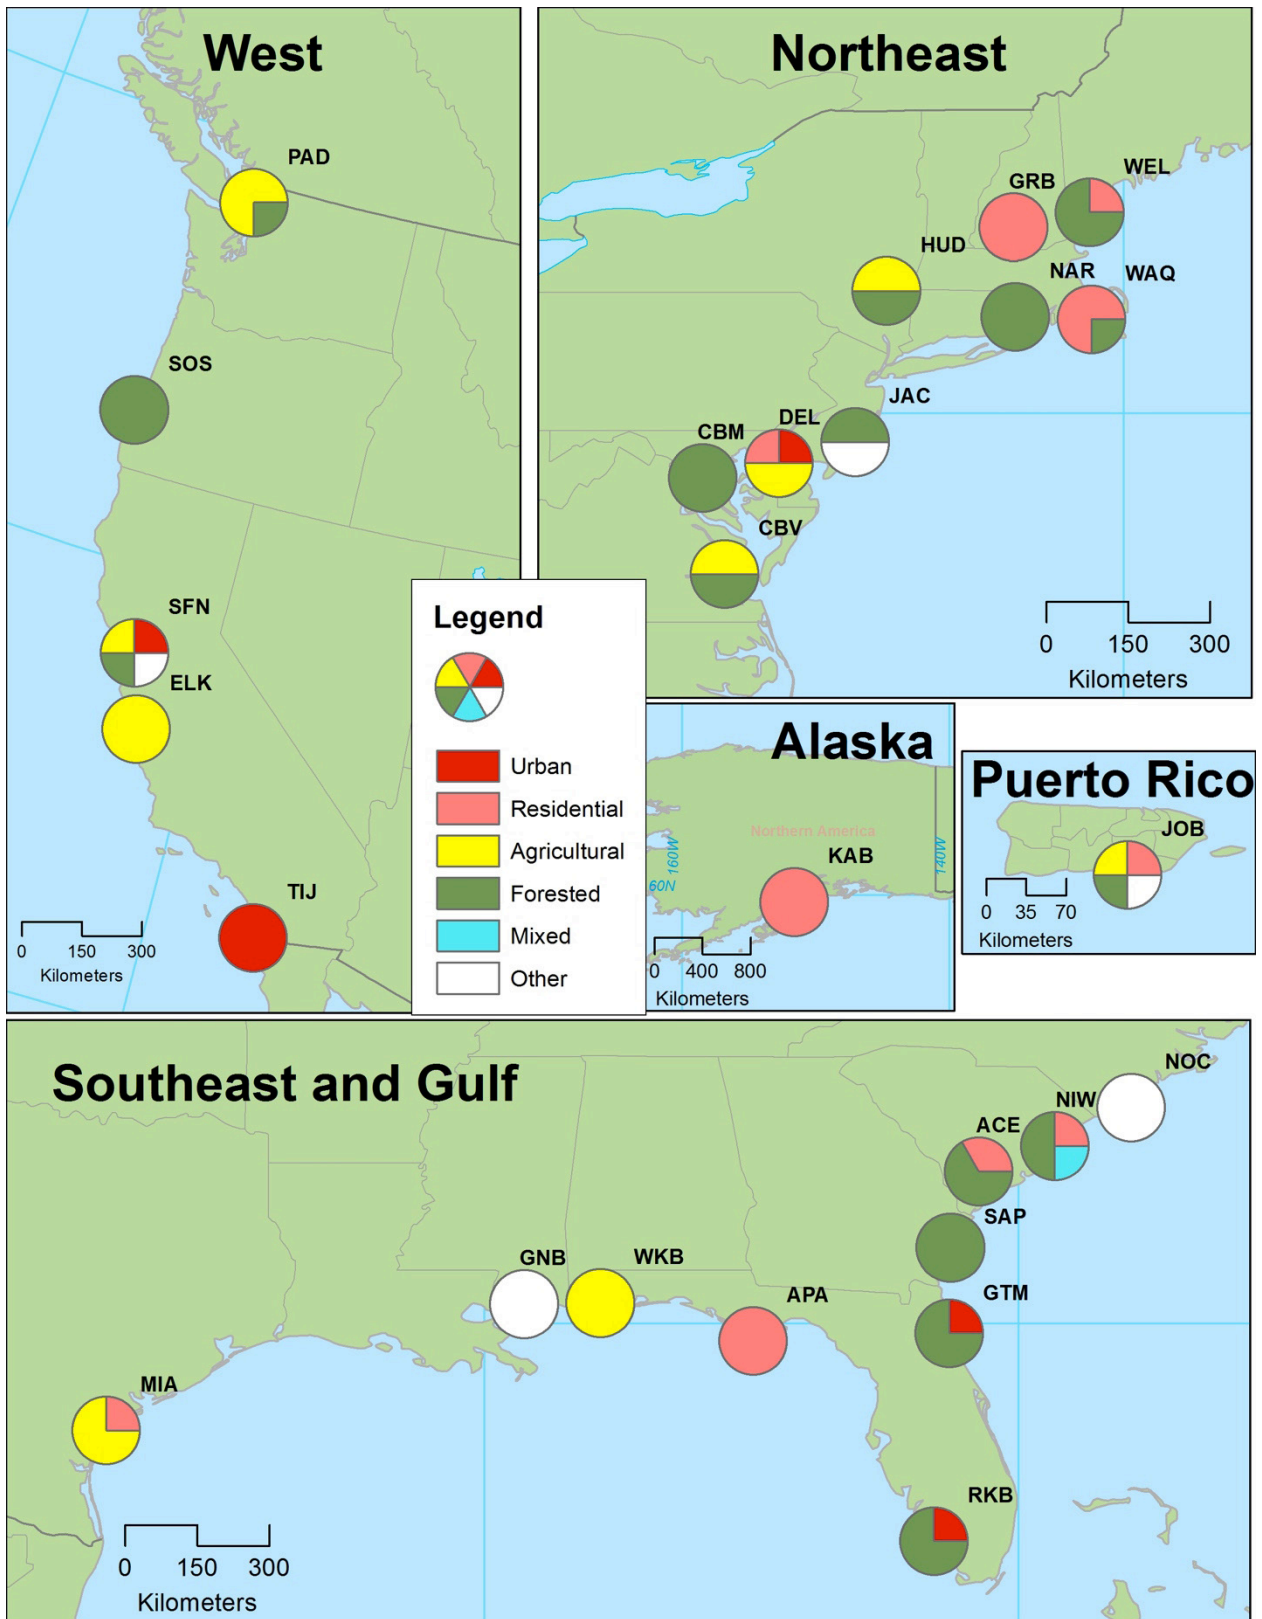 West
PAD
SOS
SFN
ELK
TIJ
0 150 300
Kilometers
Northeast
WEL
GRB
HUD
NAR
WAQ
JAC
DEL
CBM
CBV
0 150 300
Kilometers
Legend
Urban
Residential
Agricultural
Forested
Mixed
Other
Alaska
Northern America
160W
140W
60N
KAB
0 400 800
Kilometers
Puerto Rico
JOB
0 35 70
Kilometers
Southeast and Gulf
NOC
NIW
ACE
SAP
GNB
WKB
APA
GTM
MIA
RKB
0 150 300
Kilometers